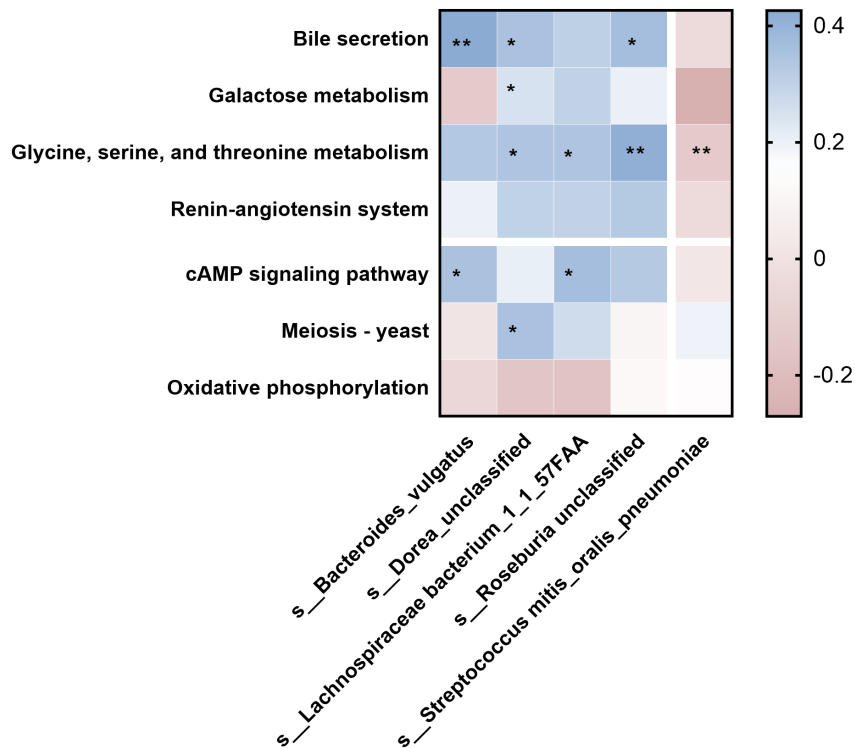 Bile secretion ** * * 0.4
Galactose metabolism *
Glycine, serine, and threonine metabolism * * ** ** 0.2
Renin-angiotensin system
0
cAMP signaling pathway * *
Meiosis - yeast *
Oxidative phosphorylation -0.2
s__Bacteroides_vulgatus
s__Dorea_unclassified
s__Lachnospiraceae bacterium_1_1_57FAA
s__Roseburia unclassified
s__Streptococcus mitis_oralis_pneumoniae